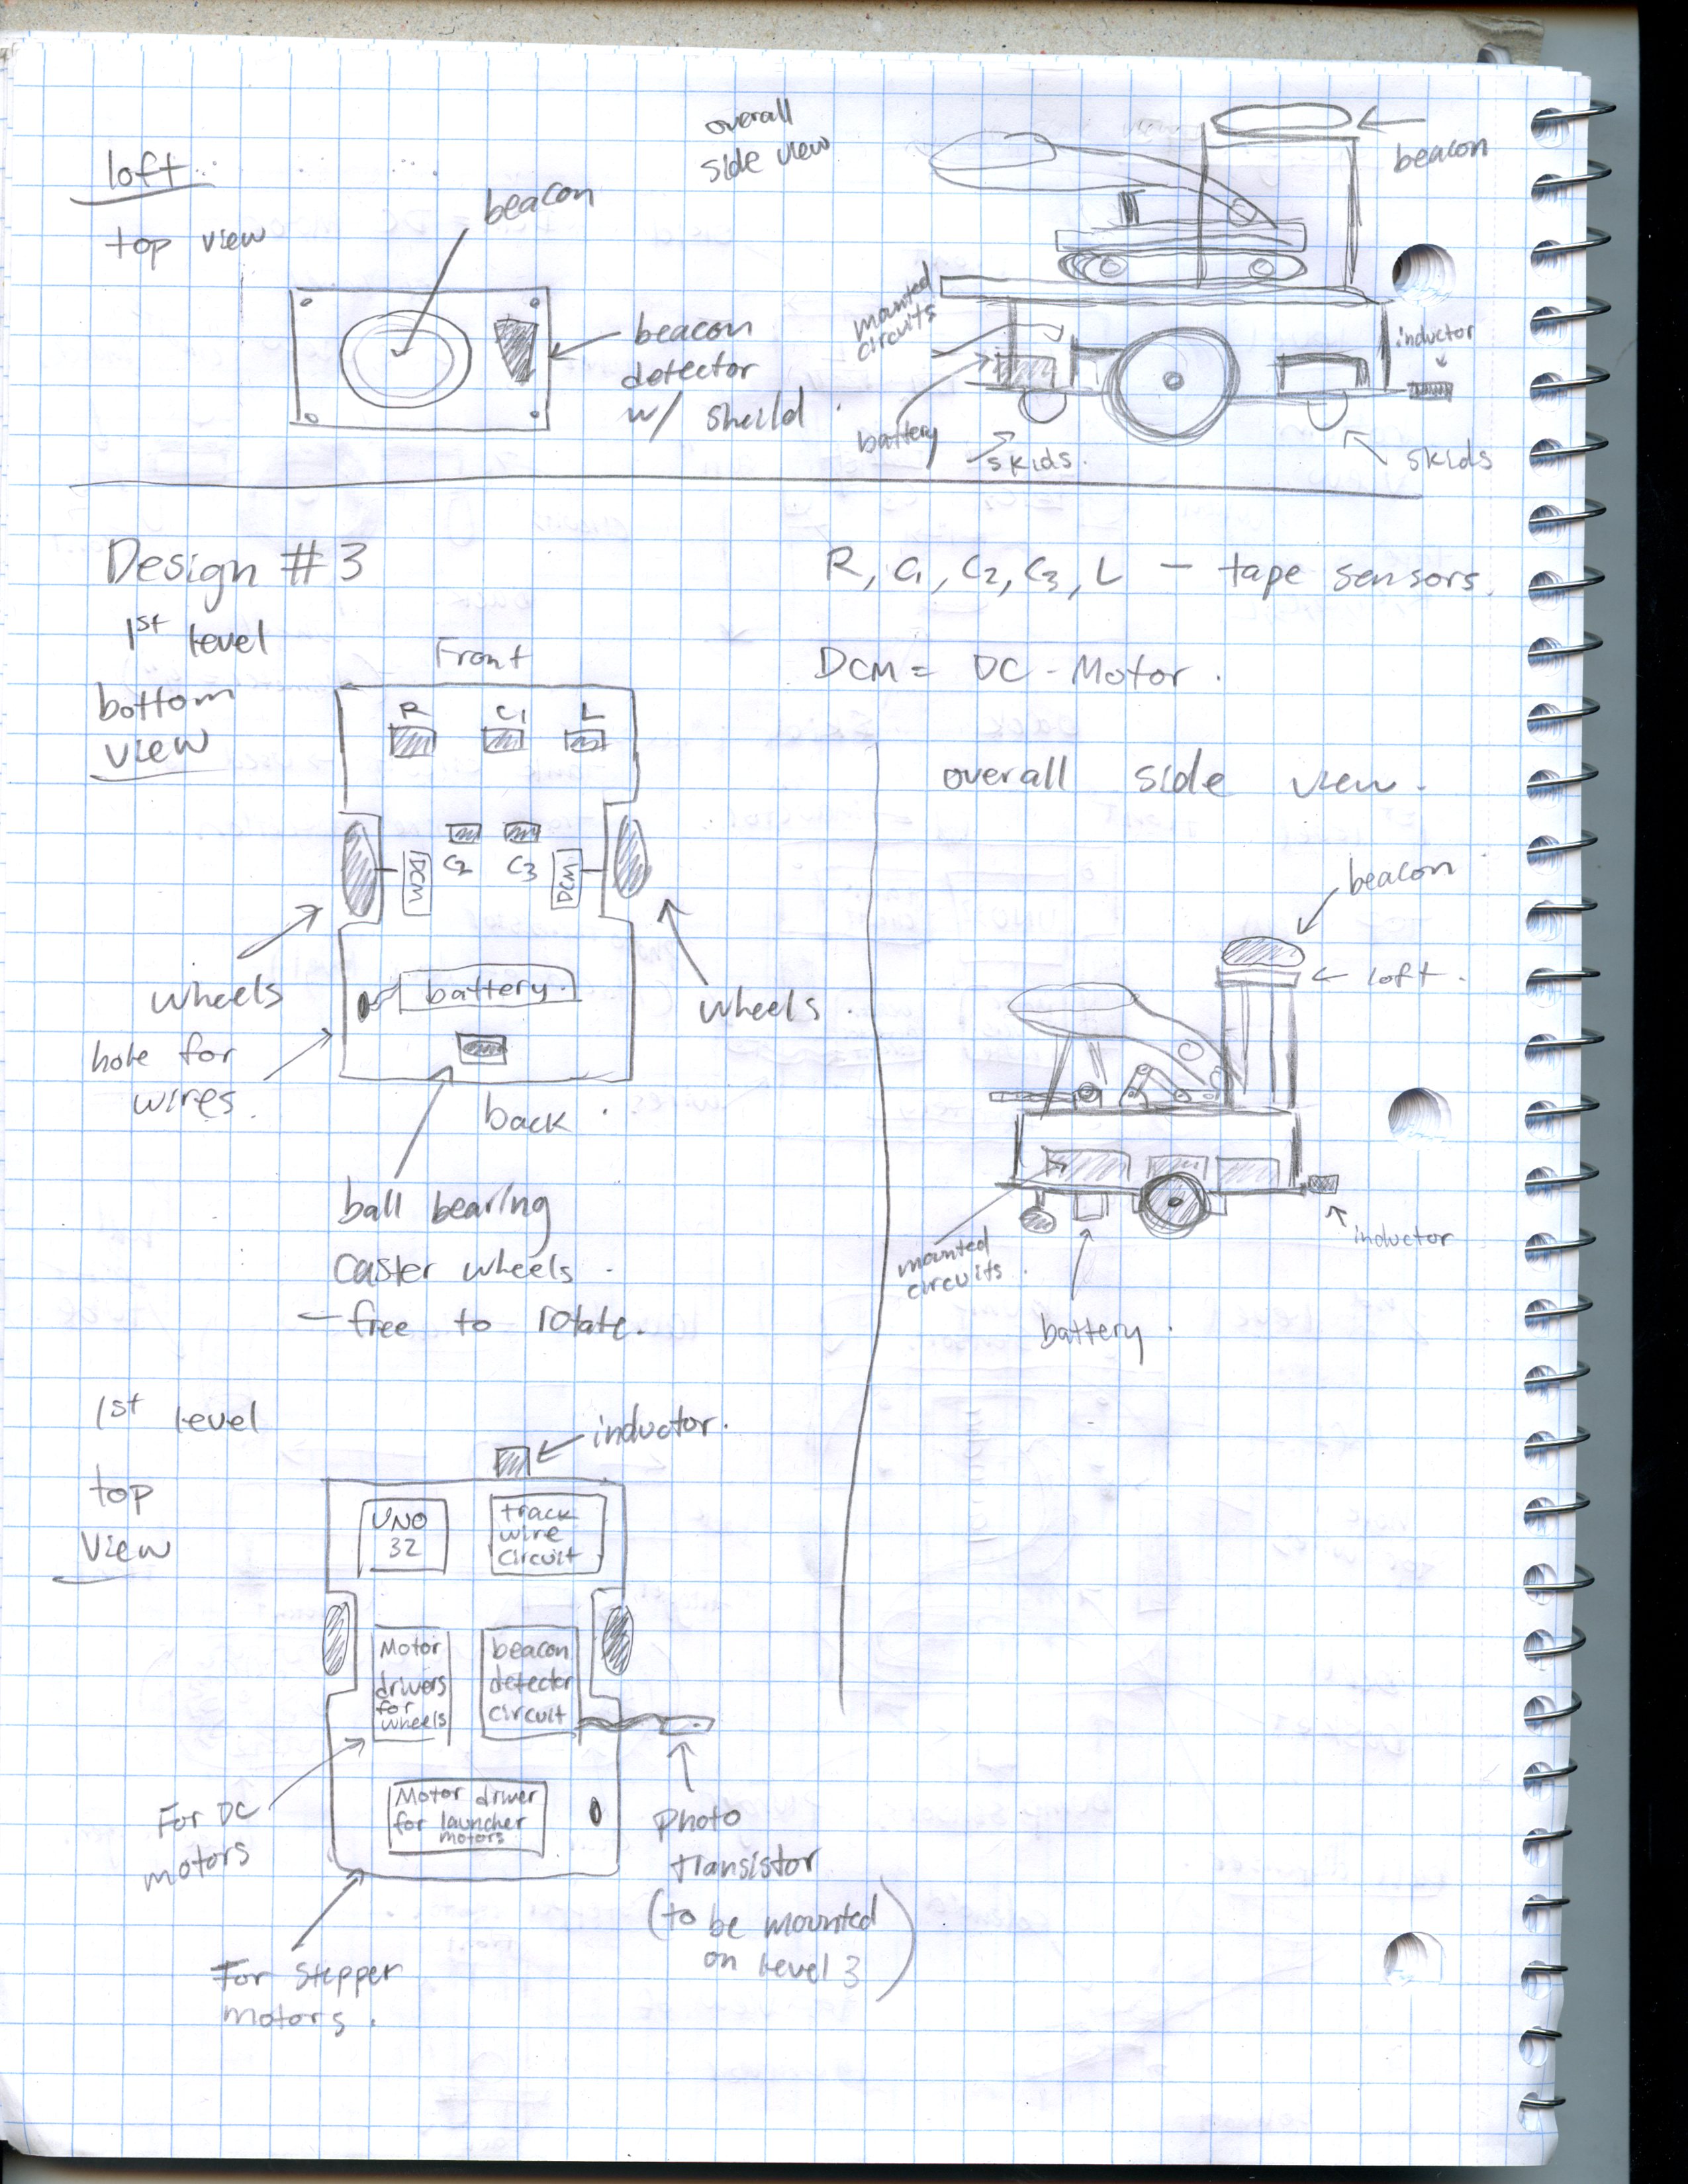 loft
top view
beacon
beacon
detector
w/ sheild
overall
side view
beacon
mounted
circuits
inductor
battery
skids.
skids
Design #3
R, C1, C2, C3, L - tape sensors.
DCM = DC-Motor.
1st level
bottom
view
Front
R C1 L
C2 C3
DCM
DCM
wheels
wheels.
battery.
hole for
wires.
back.
ball bearing
caster wheels.
- free to rotate.
overall side view.
beacon
loft.
inductor
mounted
circuits.
battery.
1st level
top
view
inductor.
UNO
32
track
wire
circuit
Motor
drivers
for
wheels
beacon
detector
circuit
Motor driver
for launcher
motors
For DC
motors
For stepper
motors.
Photo
transistor
(to be mounted
on level 3)